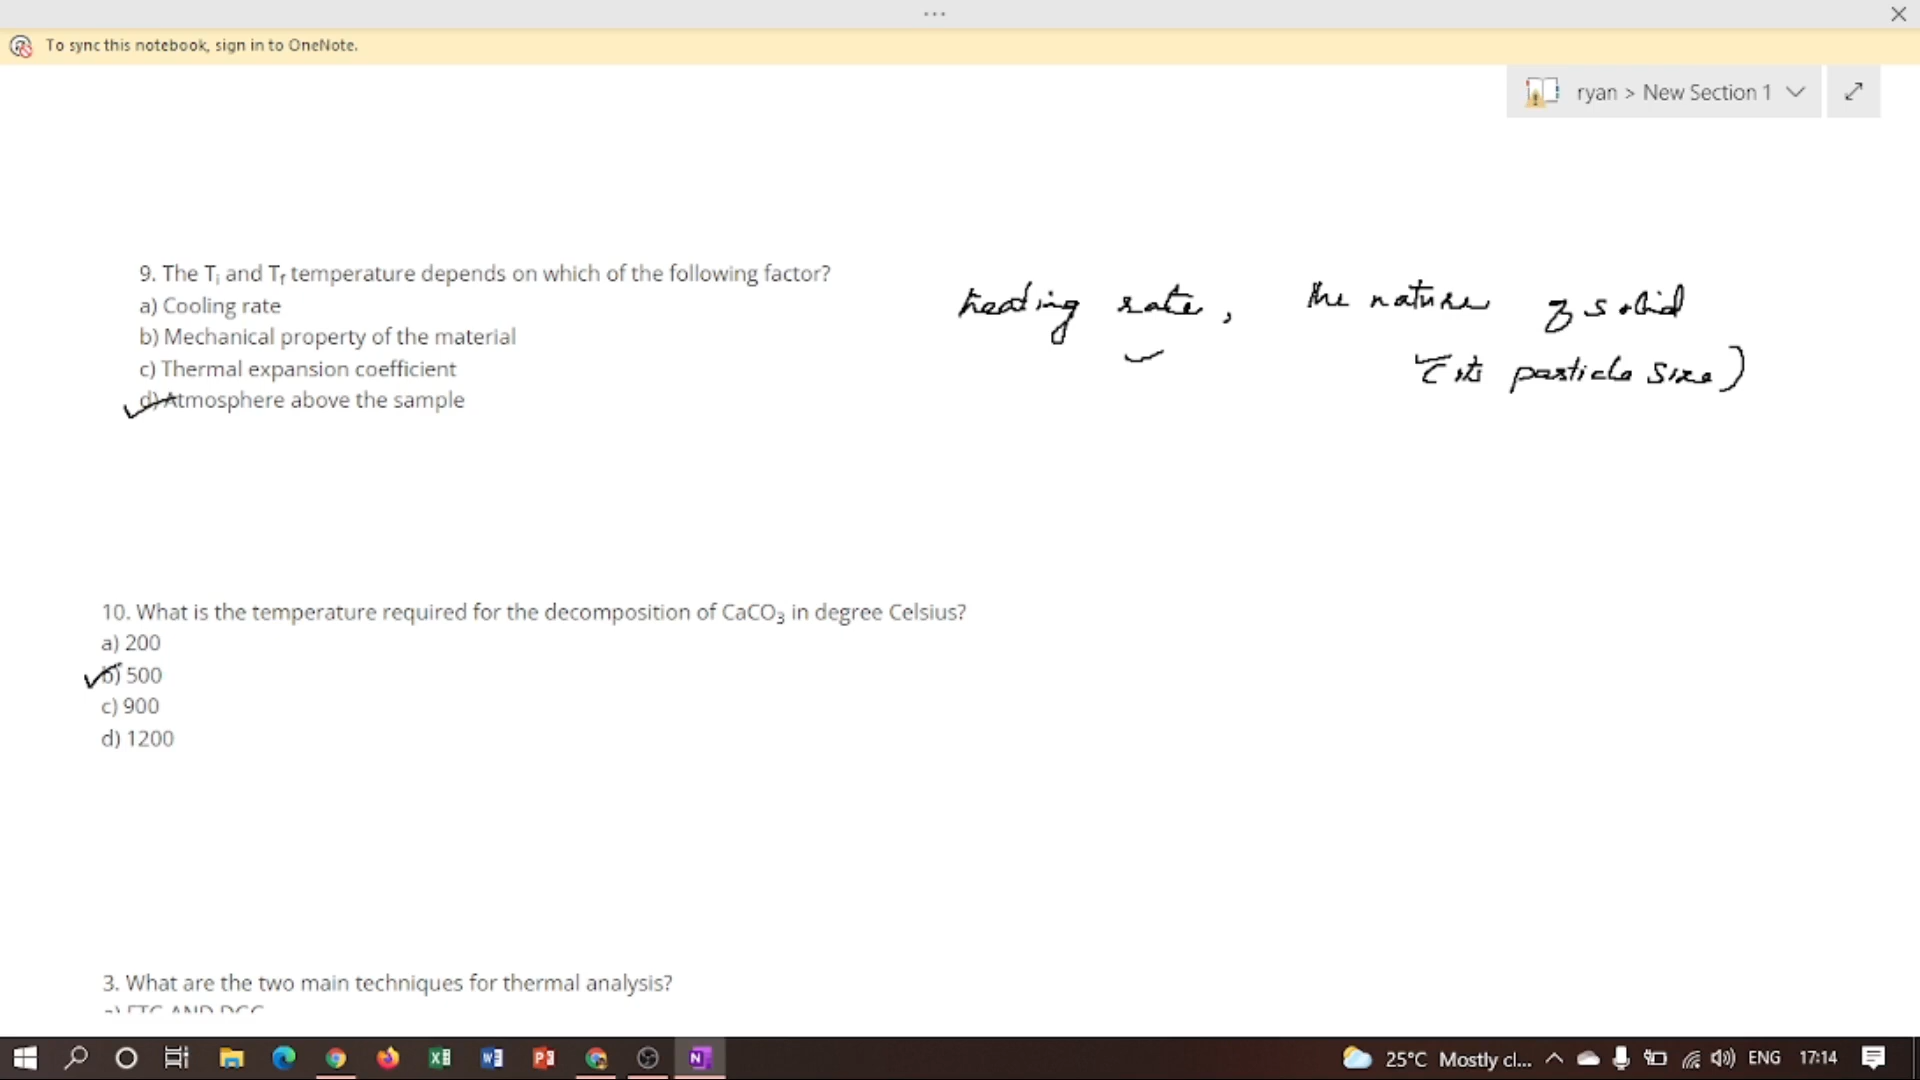 To sync this notebook, sign in to OneNote.
ryan > New Section 1
9. The Ti and Tf temperature depends on which of the following factor?
a) Cooling rate
b) Mechanical property of the material
c) Thermal expansion coefficient
d) Atmosphere above the sample
heating rate, the nature of solid
(its particle size)
10. What is the temperature required for the decomposition of CaCO₃ in degree Celsius?
a) 200
b) 500
c) 900
d) 1200
3. What are the two main techniques for thermal analysis?
25°C Mostly cl... ENG 17:14